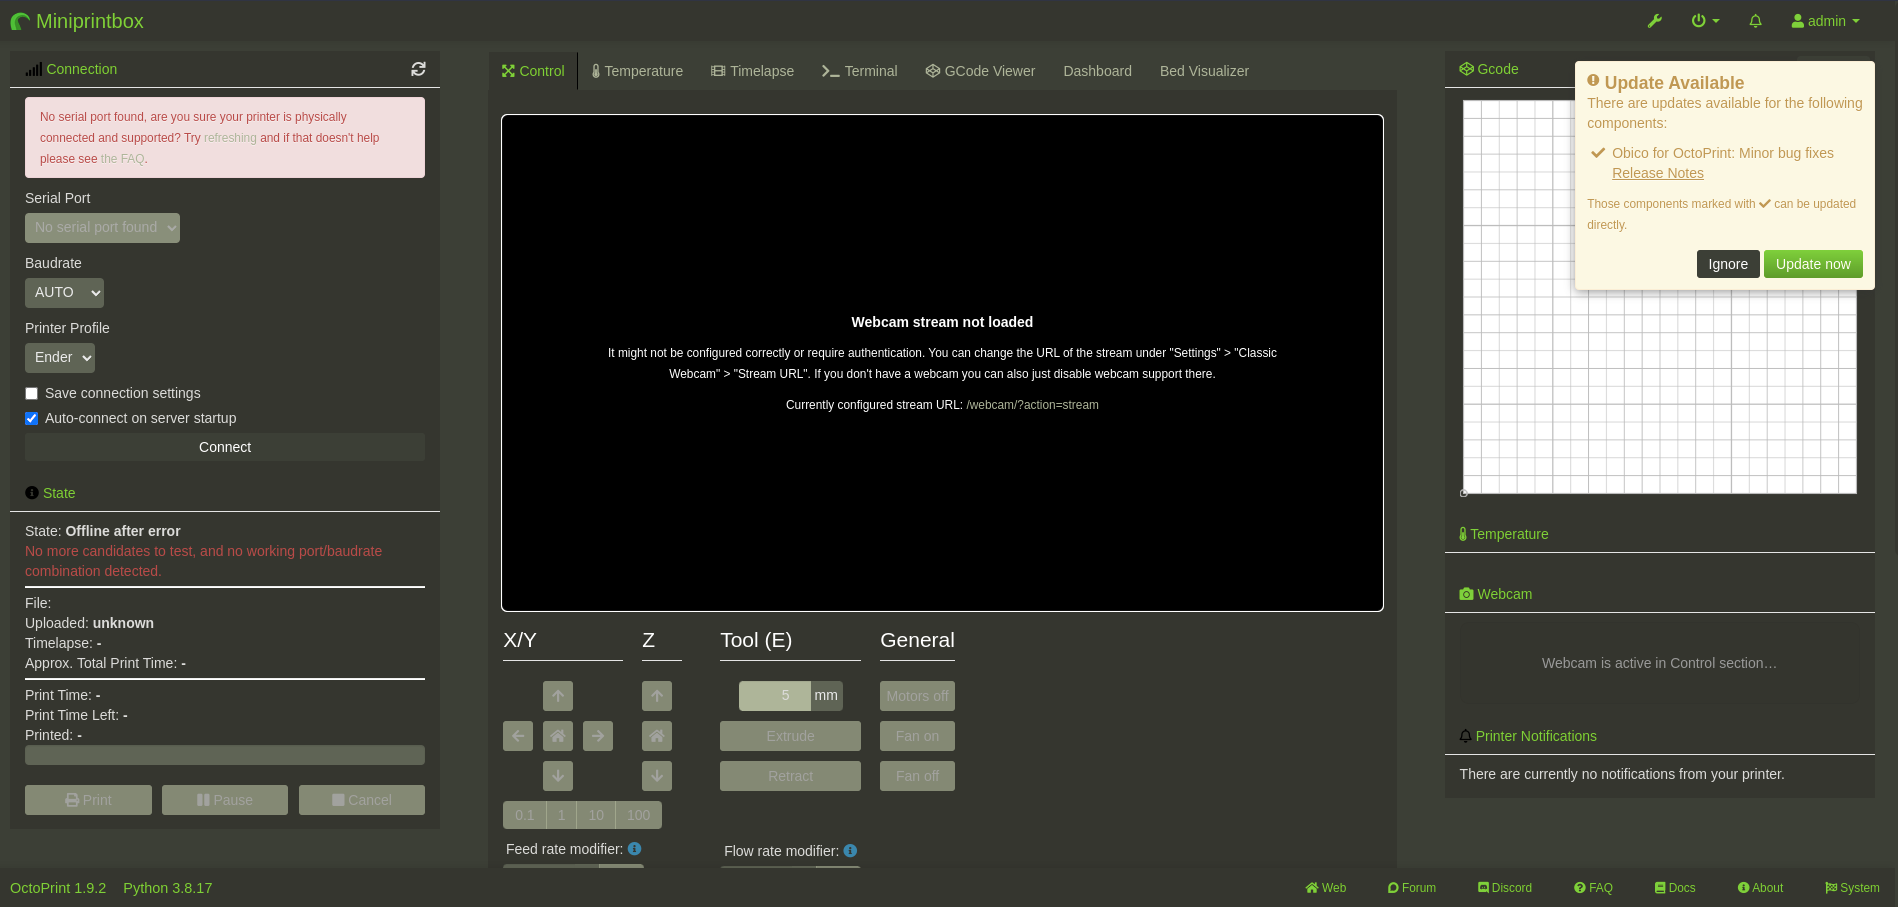 Miniprintbox
admin
Connection
No serial port found, are you sure your printer is physically
connected and supported? Try refreshing and if that doesn't help
please see the FAQ.
Serial Port
No serial port found
Baudrate
AUTO
Printer Profile
Ender
Save connection settings
Auto-connect on server startup
Connect
State
State: Offline after error
No more candidates to test, and no working port/baudrate
combination detected.
File:
Uploaded: unknown
Timelapse: -
Approx. Total Print Time: -
Print Time: -
Print Time Left: -
Printed: -
Print Pause Cancel
Control Temperature Timelapse Terminal GCode Viewer Dashboard Bed Visualizer
Webcam stream not loaded
It might not be configured correctly or require authentication. You can change the URL of the stream under "Settings" > "Classic
Webcam" > "Stream URL". If you don't have a webcam you can also just disable webcam support there.
Currently configured stream URL: /webcam/?action=stream
X/Y Z Tool (E) General
5 mm Motors off
Extrude Fan on
Retract Fan off
0.1 1 10 100
Feed rate modifier: Flow rate modifier:
Gcode
Update Available
There are updates available for the following
components:
Obico for OctoPrint: Minor bug fixes
Release Notes
Those components marked with can be updated
directly.
Ignore Update now
Temperature
Webcam
Webcam is active in Control section…
Printer Notifications
There are currently no notifications from your printer.
OctoPrint 1.9.2 Python 3.8.17 Web Forum Discord FAQ Docs About System